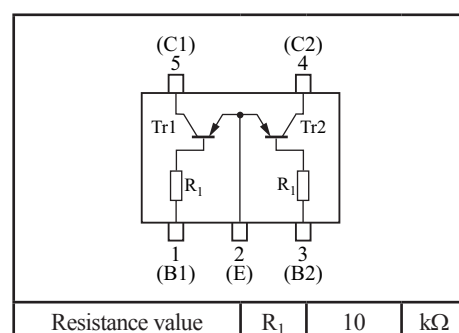 (C1) (C2)
5 4
Tr1 Tr2
R₁ R₁
1 2 3
(B1) (E) (B2)
Resistance value R₁ 10 kΩ